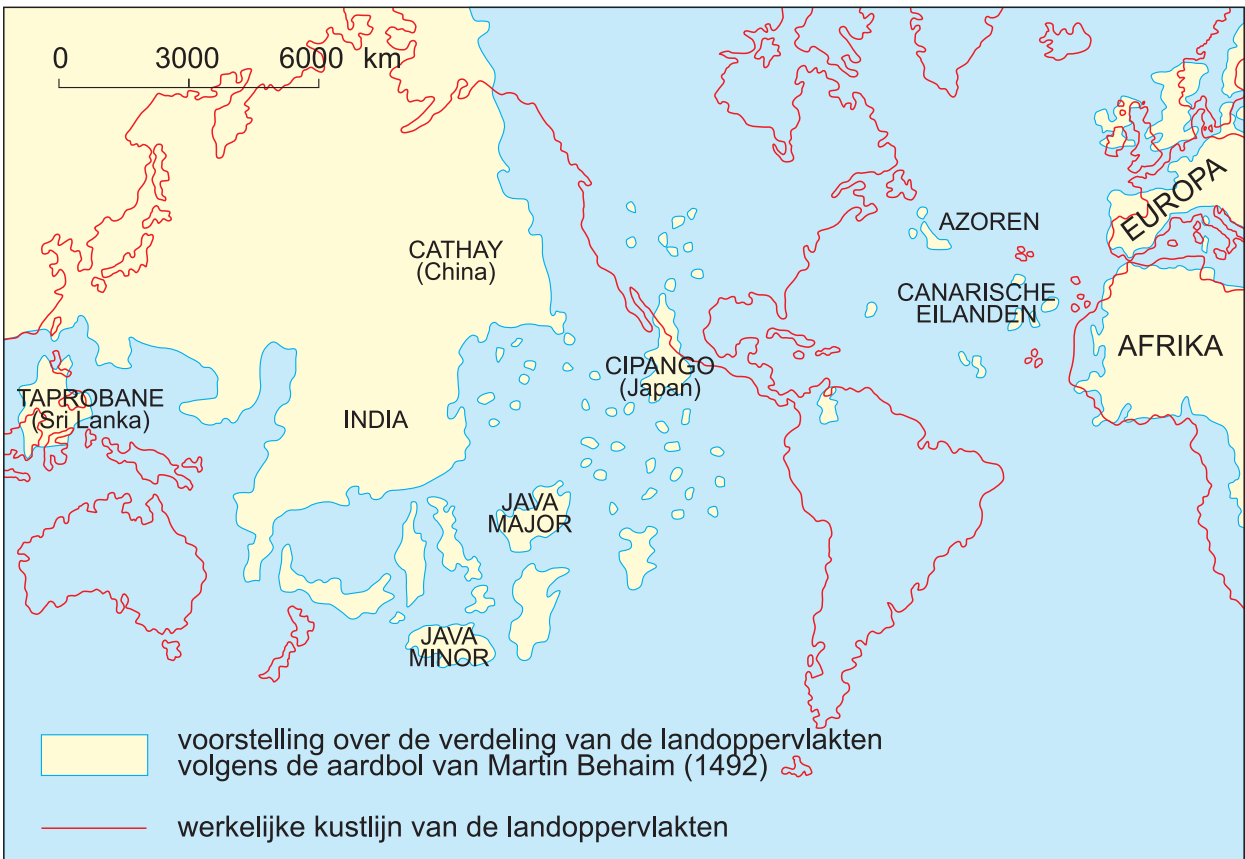 0 3000 6000 km
EUROPA
AZOREN
CATHAY
(China)
CANARISCHE
EILANDEN
AFRIKA
CIPANGO
(Japan)
TAPROBANE
(Sri Lanka)
INDIA
JAVA
MAJOR
JAVA
MINOR
voorstelling over de verdeling van de landoppervlakten
volgens de aardbol van Martin Behaim (1492)
werkelijke kustlijn van de landoppervlakten